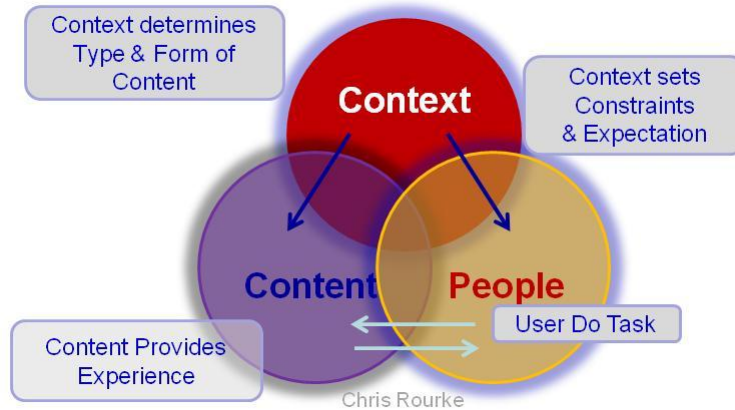 Context determines
Type & Form of
Content
Context
Context sets
Constraints
& Expectation
Content
People
User Do Task
Content Provides
Experience
Chris Rourke